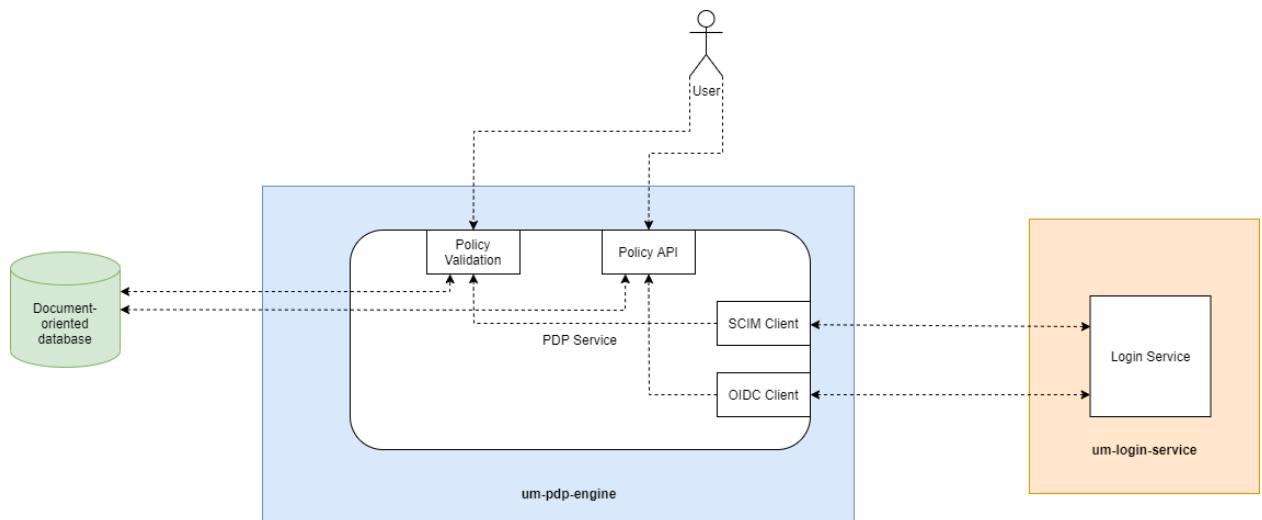 User
Policy
Validation
Policy API
Document-
oriented
database
SCIM Client
PDP Service
Login Service
OIDC Client
um-login-service
um-pdp-engine